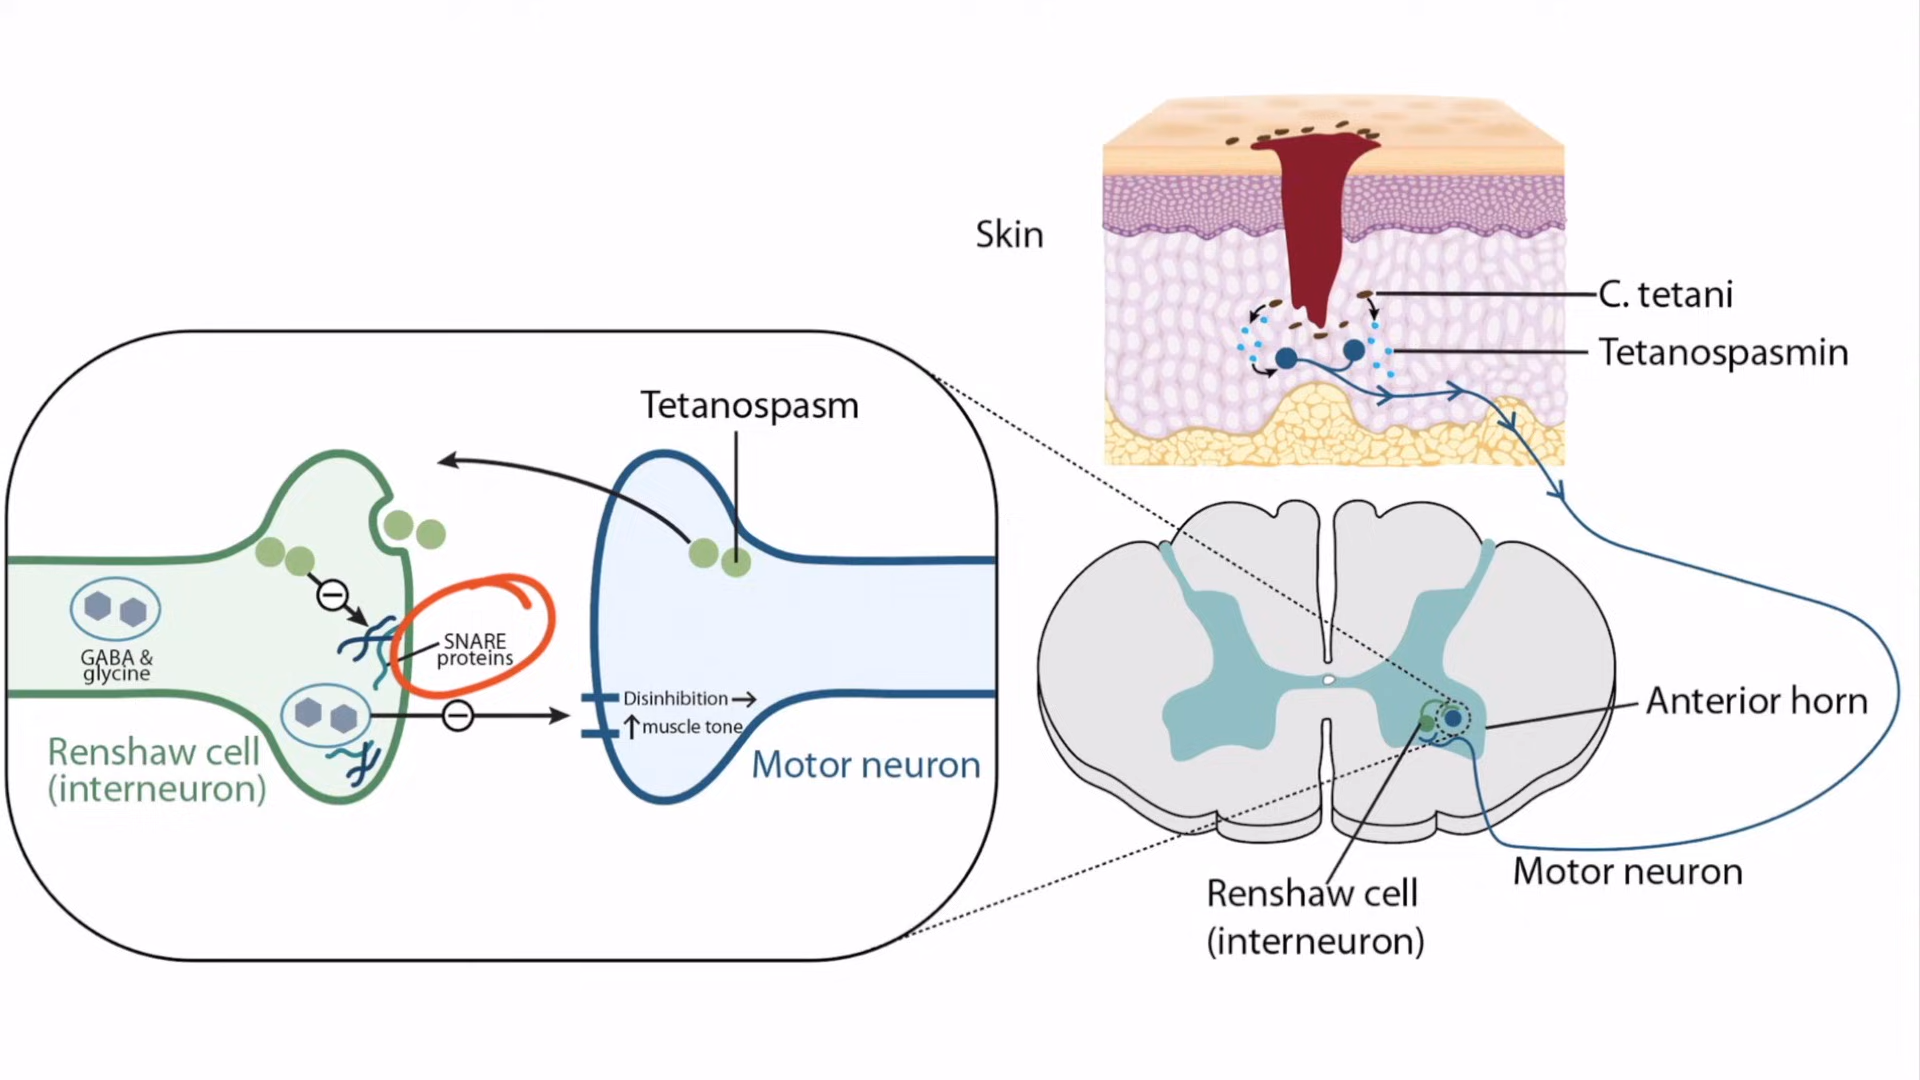 Skin
C. tetani
Tetanospasmin
Tetanospasm
SNARE
proteins
GABA &
glycine
Disinhibition →
↑ muscle tone
Renshaw cell
(interneuron)
Motor neuron
Anterior horn
Motor neuron
Renshaw cell
(interneuron)